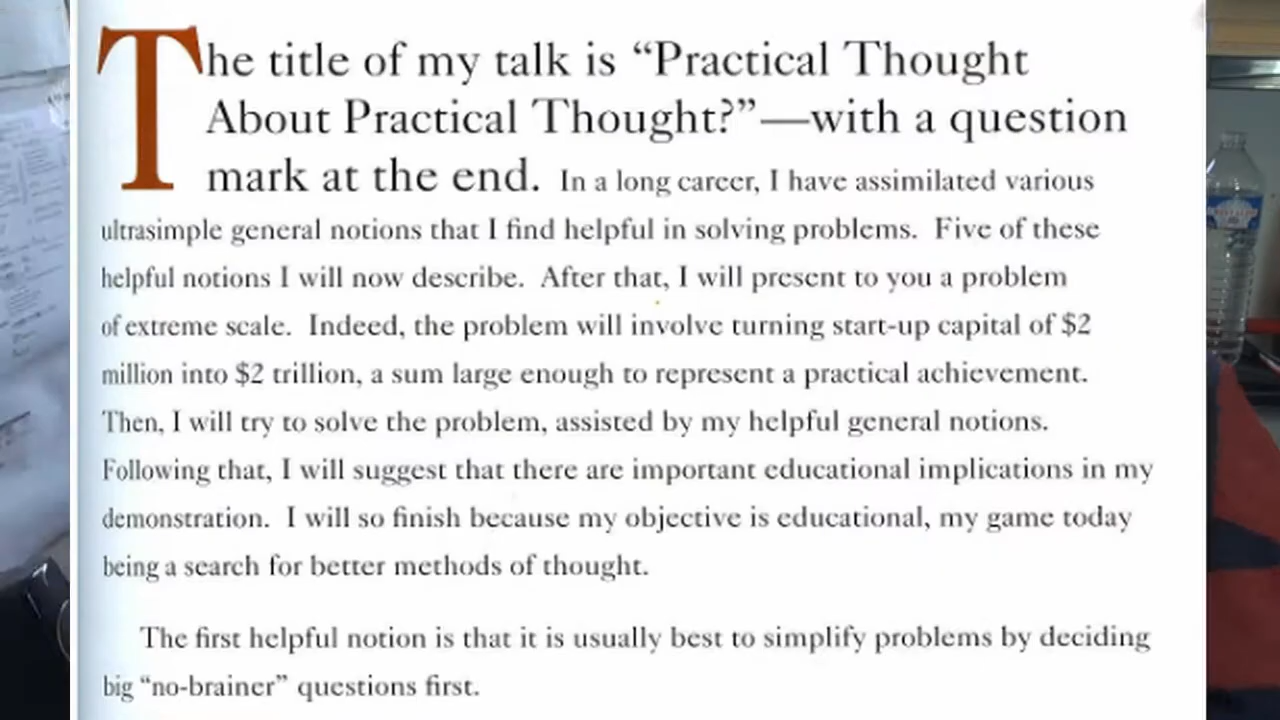 The title of my talk is “Practical Thought
About Practical Thought?”—with a question
mark at the end. In a long career, I have assimilated various
ultrasimple general notions that I find helpful in solving problems. Five of these
helpful notions I will now describe. After that, I will present to you a problem
of extreme scale. Indeed, the problem will involve turning start-up capital of $2
million into $2 trillion, a sum large enough to represent a practical achievement.
Then, I will try to solve the problem, assisted by my helpful general notions.
Following that, I will suggest that there are important educational implications in my
demonstration. I will so finish because my objective is educational, my game today
being a search for better methods of thought.
The first helpful notion is that it is usually best to simplify problems by deciding
big “no-brainer” questions first.